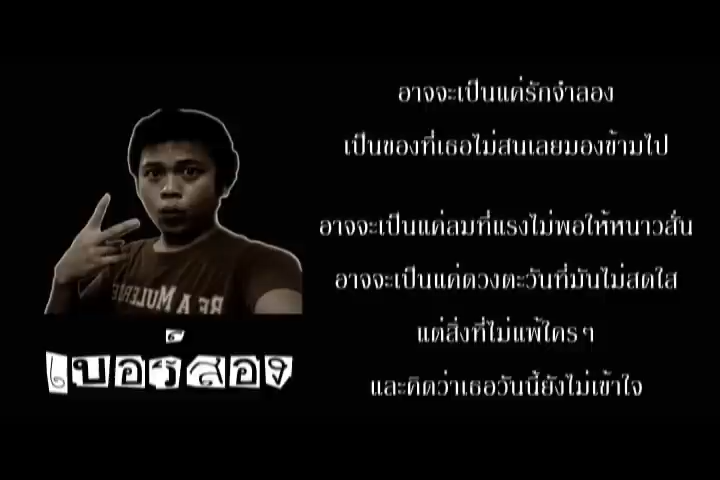 อาจจะเป็นแค่รักจำลอง
เป็นของที่เธอไม่สนเลยมองข้ามไป
อาจจะเป็นแค่ลมที่แรงไม่พอให้หนาวสั่น
อาจจะเป็นแค่ดวงตะวันที่มันไม่สดใส
แต่สิ่งที่ไม่แพ้ใครๆ
และคิดว่าเธอวันนี้ยังไม่เข้าใจ
เบอร์สอง